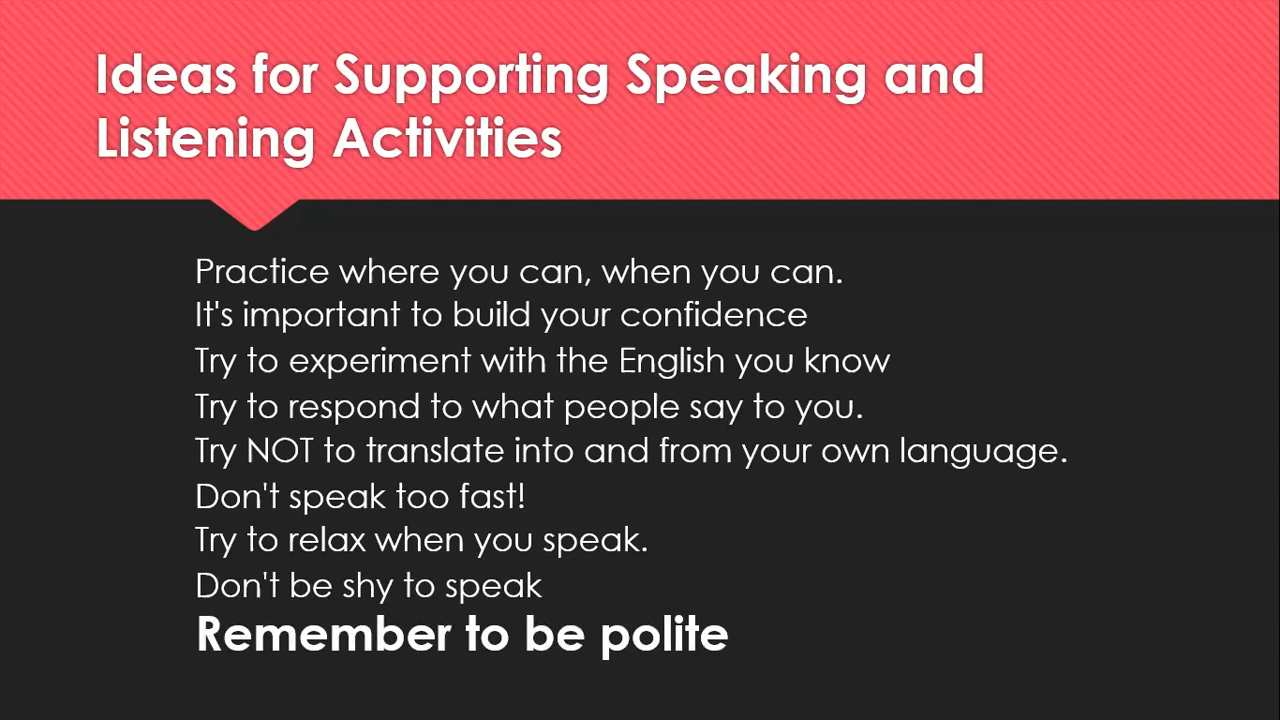 Ideas for Supporting Speaking and
Listening Activities
Practice where you can, when you can.
It's important to build your confidence
Try to experiment with the English you know
Try to respond to what people say to you.
Try NOT to translate into and from your own language.
Don't speak too fast!
Try to relax when you speak.
Don't be shy to speak
Remember to be polite